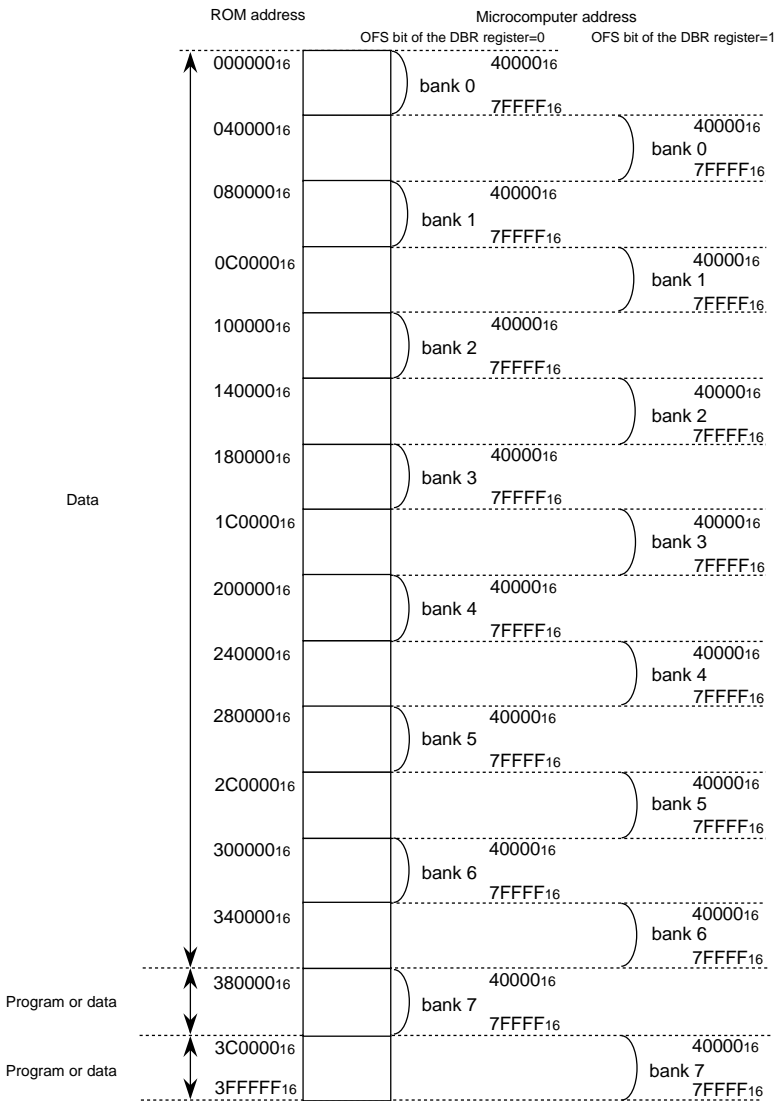 ROM address
Microcomputer address
OFS bit of the DBR register=0 OFS bit of the DBR register=1
00000016 4000016
bank 0
7FFFF16
04000016 4000016
bank 0
7FFFF16
08000016 4000016
bank 1
7FFFF16
0C000016 4000016
bank 1
7FFFF16
10000016 4000016
bank 2
7FFFF16
14000016 4000016
bank 2
7FFFF16
18000016 4000016
bank 3
7FFFF16
Data
1C000016 4000016
bank 3
7FFFF16
20000016 4000016
bank 4
7FFFF16
24000016 4000016
bank 4
7FFFF16
28000016 4000016
bank 5
7FFFF16
2C000016 4000016
bank 5
7FFFF16
30000016 4000016
bank 6
7FFFF16
34000016 4000016
bank 6
7FFFF16
38000016 4000016
Program or data bank 7
7FFFF16
3C000016 4000016
Program or data bank 7
3FFFFF16 7FFFF16